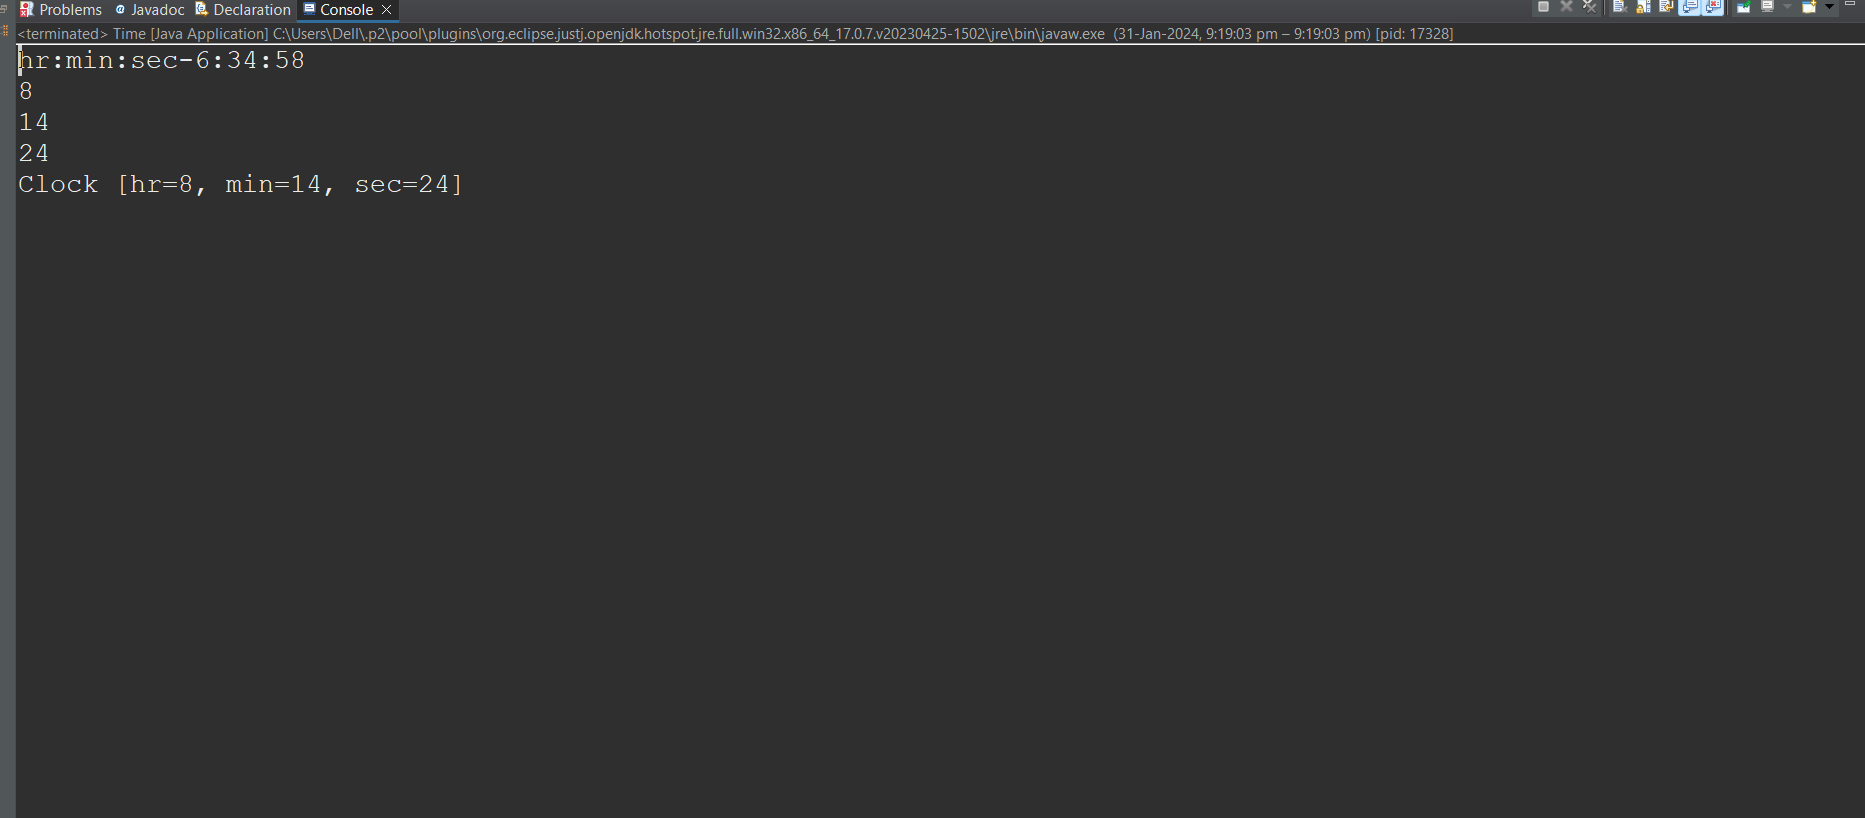 Problems Javadoc Declaration Console
<terminated> Time [Java Application] C:\Users\Dell\.p2\pool\plugins\org.eclipse.justj.openjdk.hotspot.jre.full.win32.x86_64_17.0.7.v20230425-1502\jre\bin\javaw.exe (31-Jan-2024, 9:19:03 pm – 9:19:03 pm) [pid: 17328]
hr:min:sec-6:34:58
8
14
24
Clock [hr=8, min=14, sec=24]